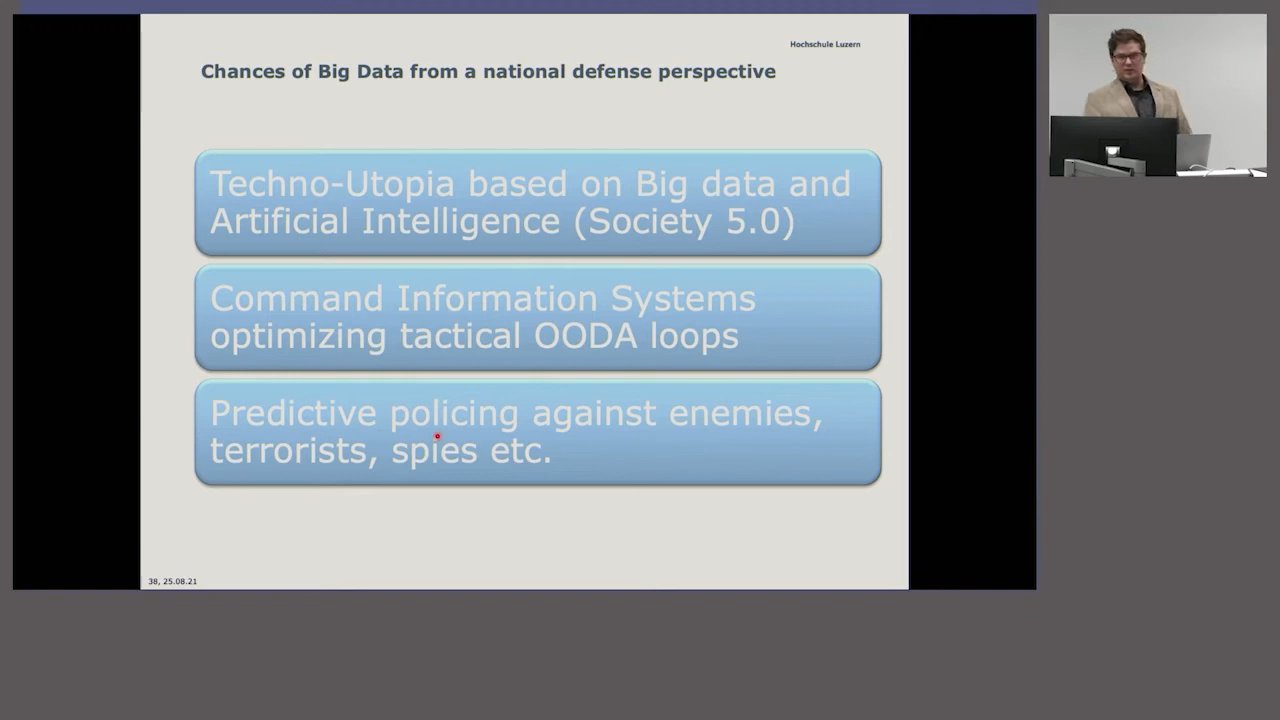 Hochschule Luzern
Chances of Big Data from a national defense perspective
Techno-Utopia based on Big data and
Artificial Intelligence (Society 5.0)
Command Information Systems
optimizing tactical OODA loops
Predictive policing against enemies,
terrorists, spies etc.
38, 25.08.21